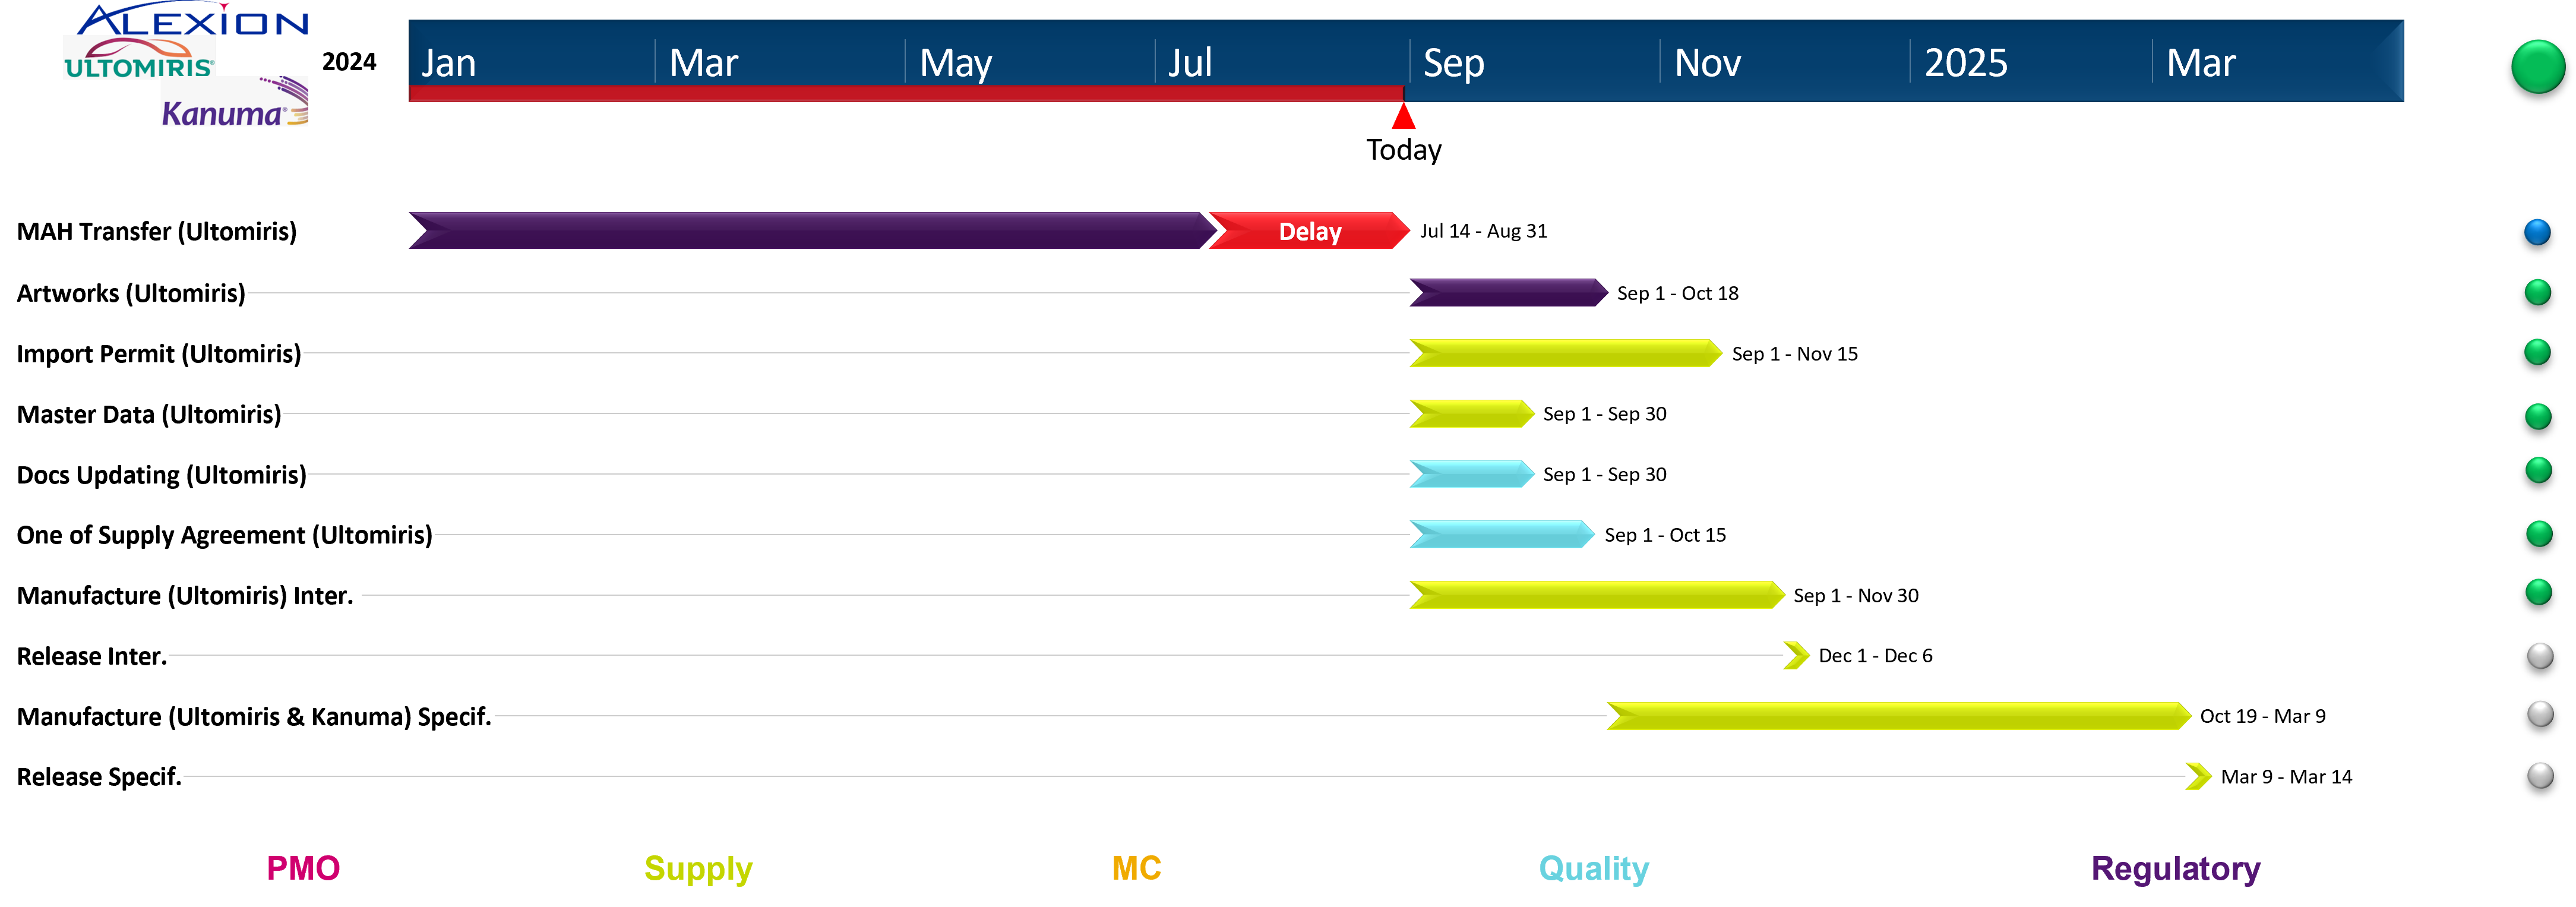 ALEXION
ULTOMIRIS®
Kanuma®
2024
Jan Mar May Jul Sep Nov 2025 Mar
Today
MAH Transfer (Ultomiris) Delay Jul 14 - Aug 31
Artworks (Ultomiris) Sep 1 - Oct 18
Import Permit (Ultomiris) Sep 1 - Nov 15
Master Data (Ultomiris) Sep 1 - Sep 30
Docs Updating (Ultomiris) Sep 1 - Sep 30
One of Supply Agreement (Ultomiris) Sep 1 - Oct 15
Manufacture (Ultomiris) Inter. Sep 1 - Nov 30
Release Inter. Dec 1 - Dec 6
Manufacture (Ultomiris & Kanuma) Specif. Oct 19 - Mar 9
Release Specif. Mar 9 - Mar 14
PMO Supply MC Quality Regulatory